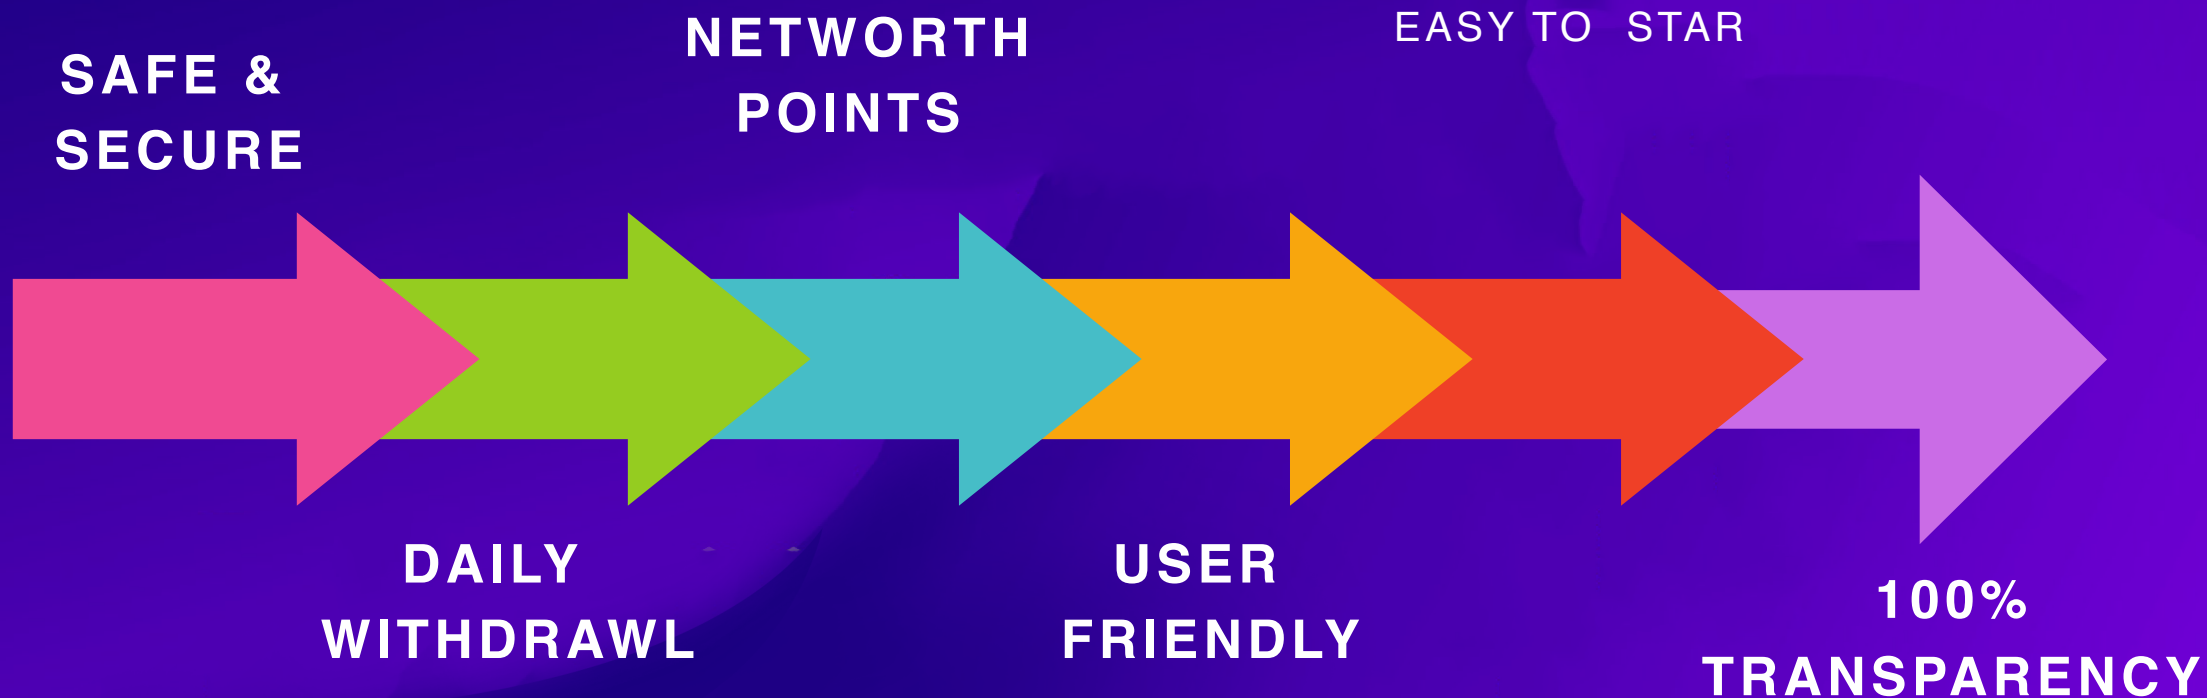 SAFE &
SECURE
DAILY
WITHDRAWL
NETWORTH
POINTS
USER
FRIENDLY
EASY TO STAR
100%
TRANSPARENCY